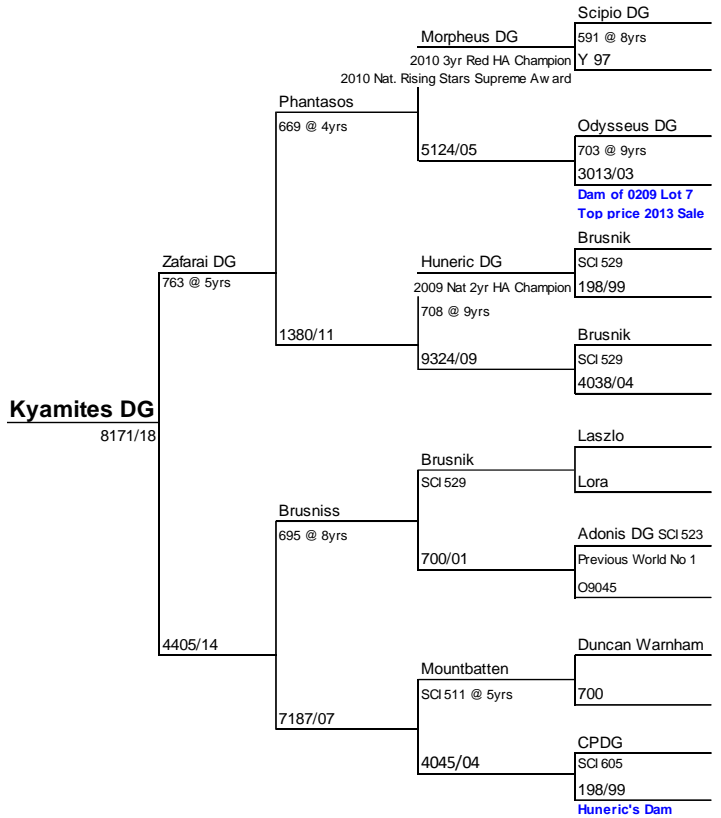 Scipio DG
Morpheus DG
591 @ 8yrs
2010 3yr Red HA Champion
Y 97
2010 Nat. Rising Stars Supreme Award
Phantasos
669 @ 4yrs
Odysseus DG
5124/05
703 @ 9yrs
3013/03
Dam of 0209 Lot 7
Top price 2013 Sale
Brusnik
Zafarai DG
Huneric DG
SCI 529
763 @ 5yrs
2009 Nat 2yr HA Champion
198/99
708 @ 9yrs
1380/11
Brusnik
9324/09
SCI 529
4038/04
Kyamites DG
8171/18
Laszlo
Brusnik
SCI 529
Lora
Brusniss
695 @ 8yrs
Adonis DG SCI 523
700/01
Previous World No 1
O9045
4405/14
Duncan Warnham
Mountbatten
SCI 511 @ 5yrs
700
7187/07
CPDG
4045/04
SCI 605
198/99
Huneric's Dam